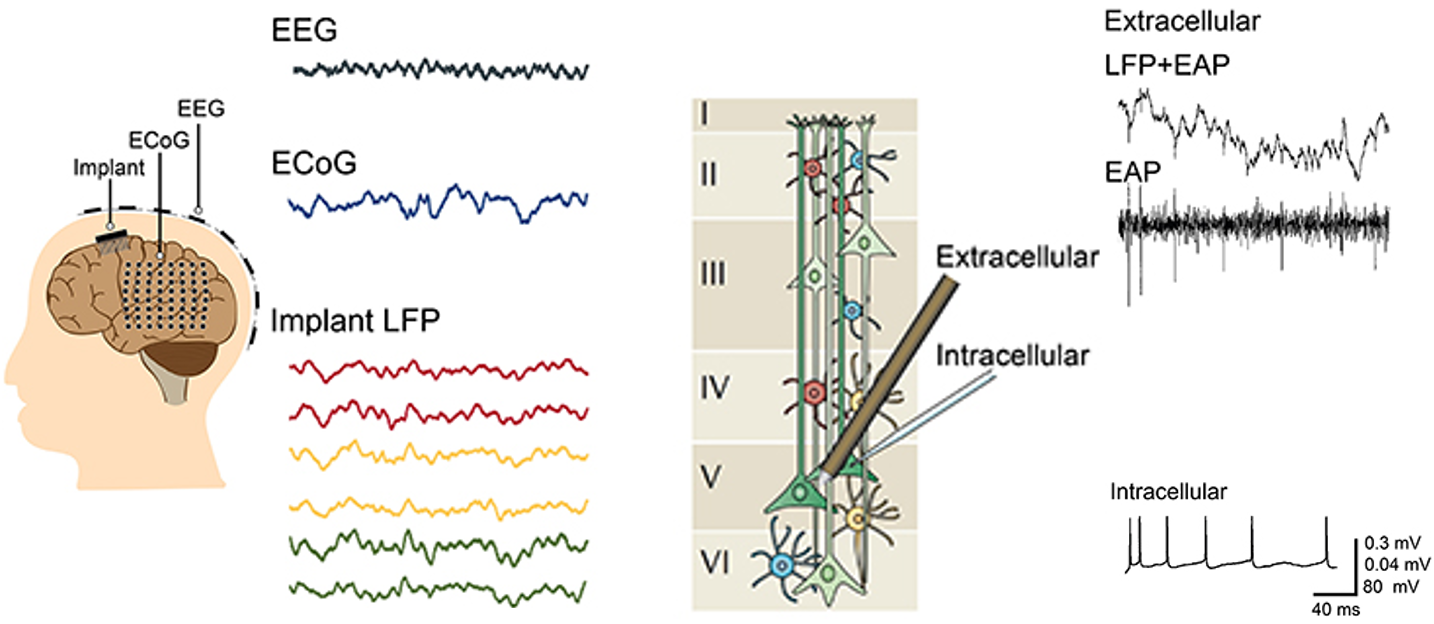 EEG
ECoG
Implant
EEG
ECoG
Implant LFP
I
II
III
IV
V
VI
Extracellular
Intracellular
Extracellular
LFP+EAP
EAP
Intracellular
0.3 mV
0.04 mV
80 mV
40 ms